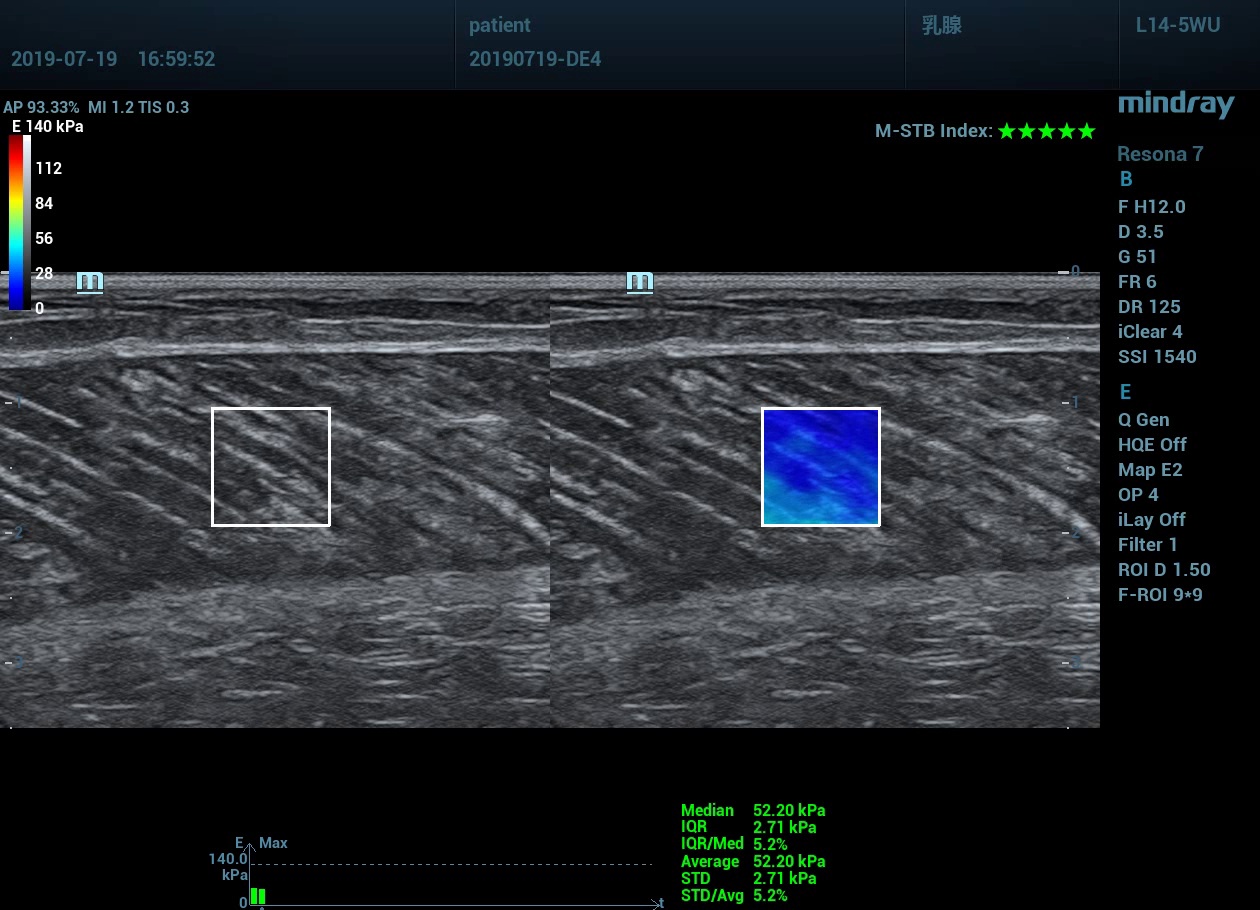 patient
乳腺
L14-5WU
2019-07-19 16:59:52
20190719-DE4
mindray
AP 93.33% MI 1.2 TIS 0.3
E 140 kPa
112
84
56
28
0
M-STB Index:
Resona 7
B
F H12.0
D 3.5
G 51
FR 6
DR 125
iClear 4
SSI 1540
E
Q Gen
HQE Off
Map E2
OP 4
iLay Off
Filter 1
ROI D 1.50
F-ROI 9*9
m
m
0
1
2
3
1
2
3
E Max
140.0
kPa
0
t
Median 52.20 kPa
IQR 2.71 kPa
IQR/Med 5.2%
Average 52.20 kPa
STD 2.71 kPa
STD/Avg 5.2%